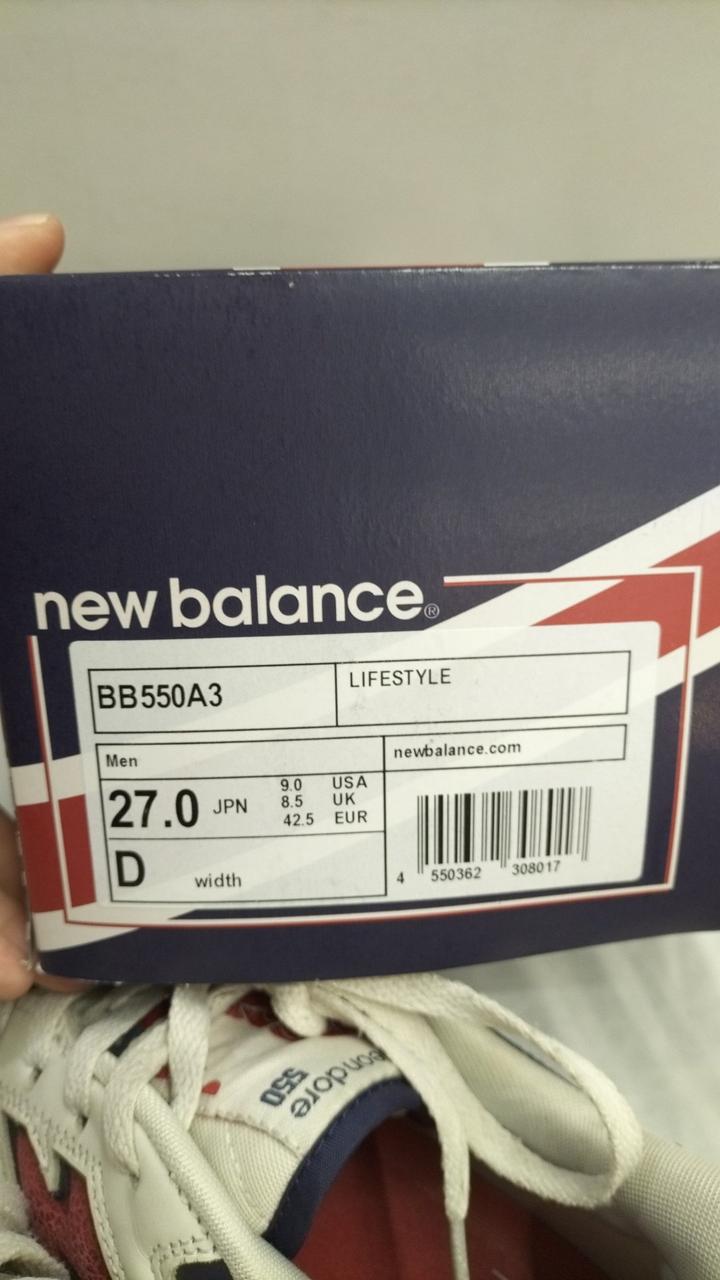 new balance®
BB550A3
LIFESTYLE
Men
newbalance.com
27.0 JPN
9.0 USA
8.5 UK
42.5 EUR
D width
4 550362 308017
550